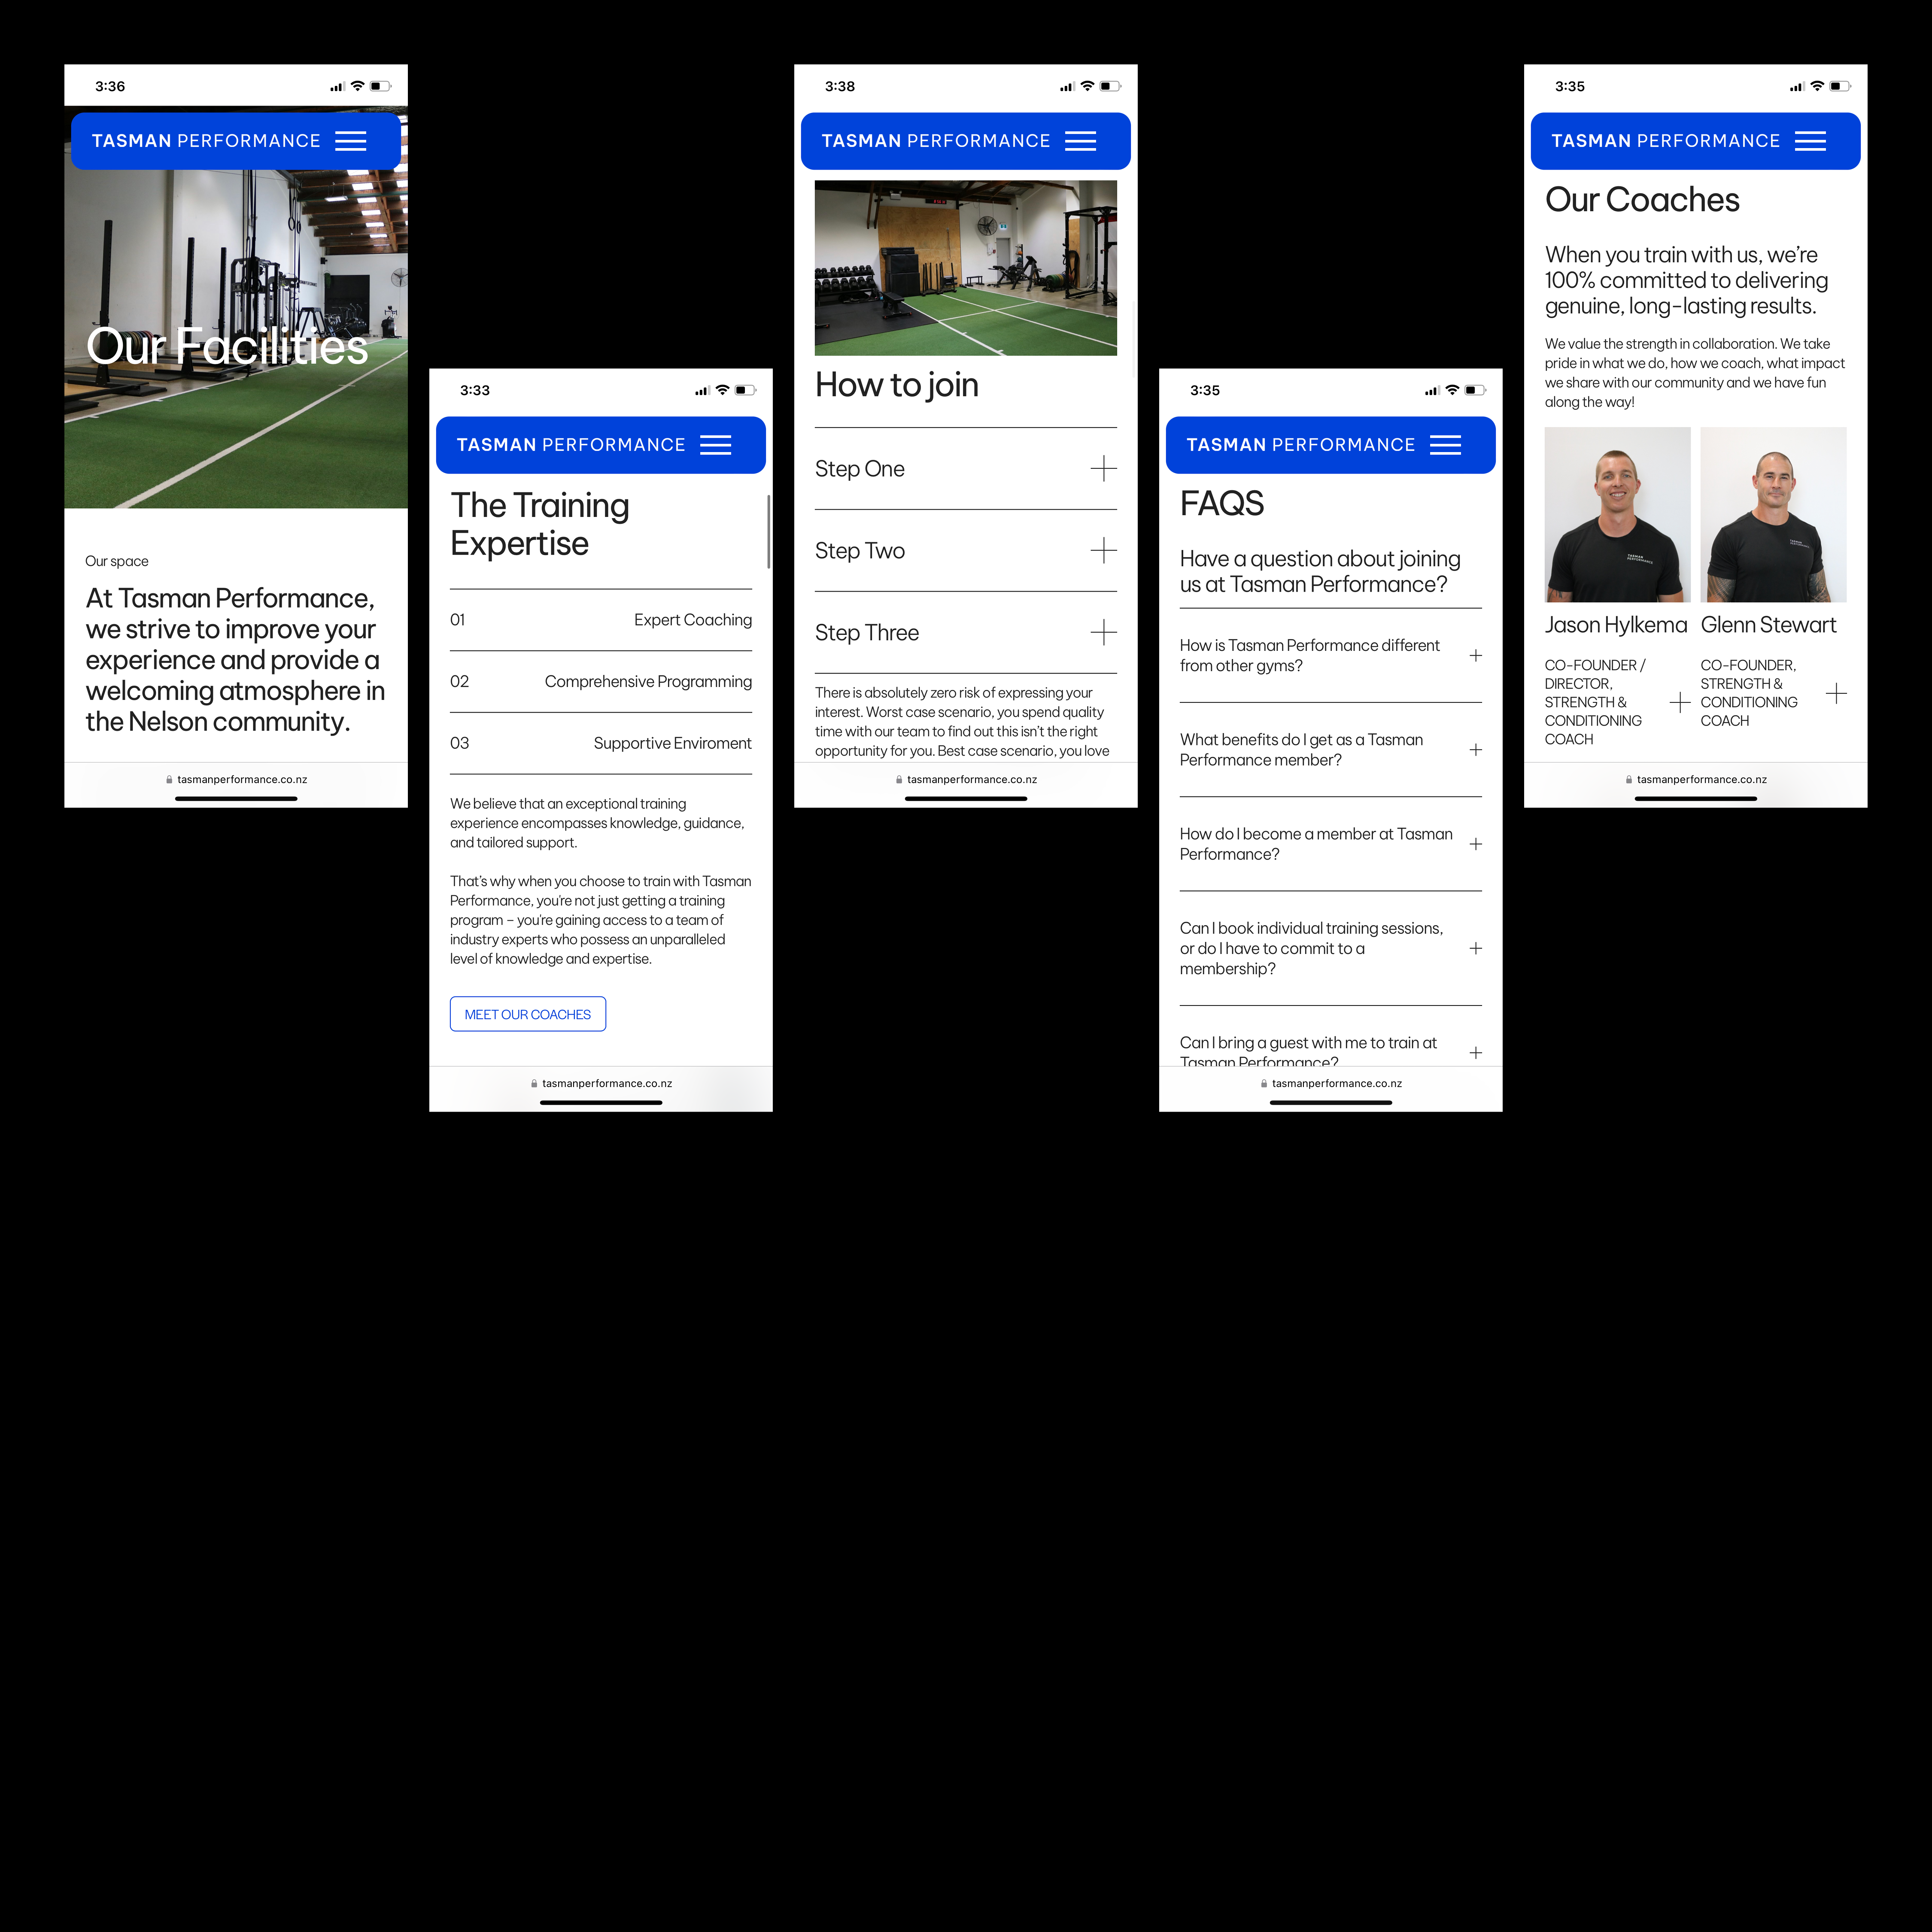 3:36
TASMAN PERFORMANCE
Our Facilities
Our space
At Tasman Performance,
we strive to improve your
experience and provide a
welcoming atmosphere in
the Nelson community.
tasmanperformance.co.nz
3:33
TASMAN PERFORMANCE
The Training
Expertise
01 Expert Coaching
02 Comprehensive Programming
03 Supportive Enviroment
We believe that an exceptional training
experience encompasses knowledge, guidance,
and tailored support.
That's why when you choose to train with Tasman
Performance, you're not just getting a training
program – you're gaining access to a team of
industry experts who possess an unparalleled
level of knowledge and expertise.
MEET OUR COACHES
tasmanperformance.co.nz
3:38
TASMAN PERFORMANCE
How to join
Step One
Step Two
Step Three
There is absolutely zero risk of expressing your
interest. Worst case scenario, you spend quality
time with our team to find out this isn't the right
opportunity for you. Best case scenario, you love
tasmanperformance.co.nz
3:35
TASMAN PERFORMANCE
FAQS
Have a question about joining
us at Tasman Performance?
How is Tasman Performance different
from other gyms?
What benefits do I get as a Tasman
Performance member?
How do I become a member at Tasman
Performance?
Can I book individual training sessions,
or do I have to commit to a
membership?
Can I bring a guest with me to train at
Tasman Performance?
tasmanperformance.co.nz
3:35
TASMAN PERFORMANCE
Our Coaches
When you train with us, we're
100% committed to delivering
genuine, long-lasting results.
We value the strength in collaboration. We take
pride in what we do, how we coach, what impact
we share with our community and we have fun
along the way!
TASMAN
PERFORMANCE
TASMAN
PERFORMANCE
Jason Hylkema
CO-FOUNDER /
DIRECTOR,
STRENGTH &
CONDITIONING
COACH
Glenn Stewart
CO-FOUNDER,
STRENGTH &
CONDITIONING
COACH
tasmanperformance.co.nz